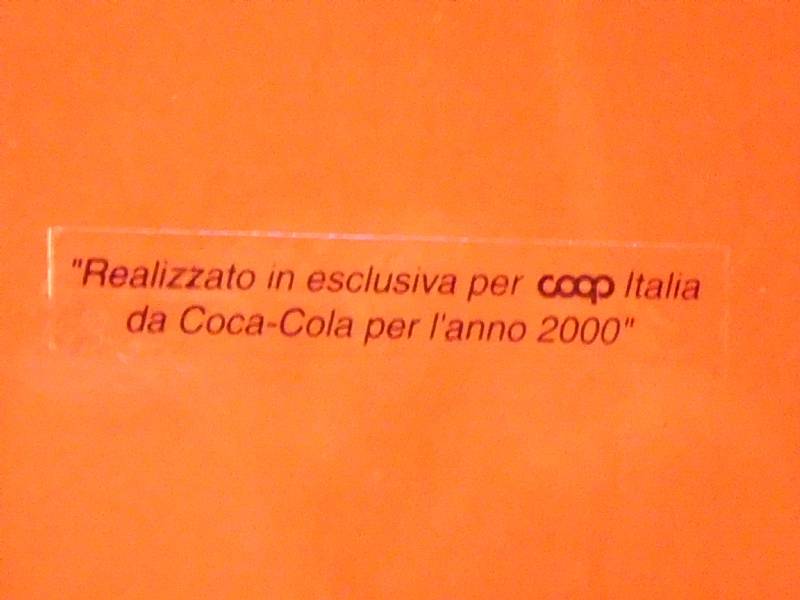 "Realizzato in esclusiva per coop Italia
da Coca-Cola per l'anno 2000"